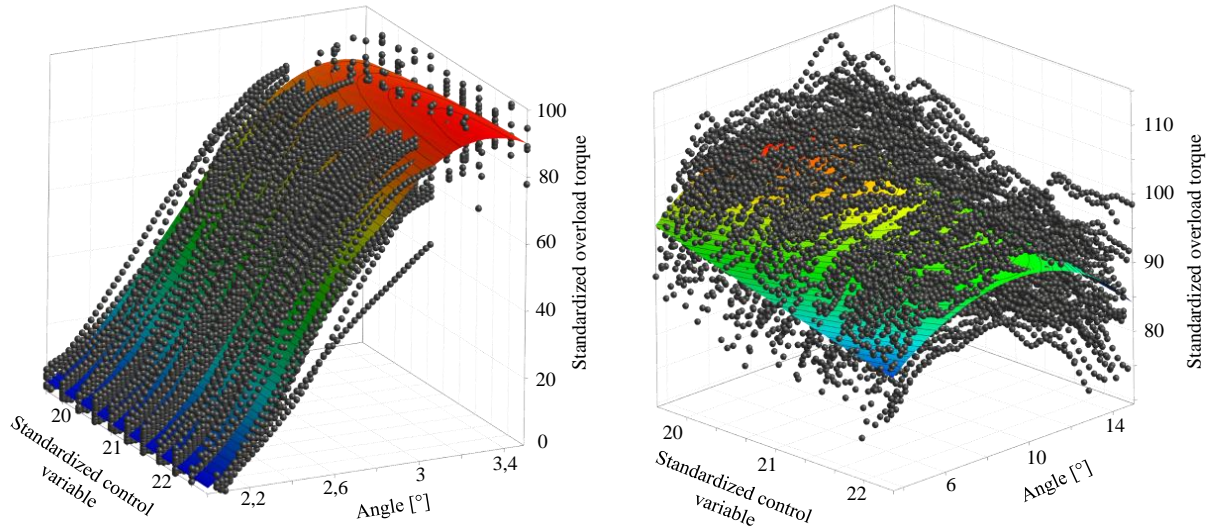 100
80
60
40
20
0
Standardized overload torque
20
21
22
Standardized control
variable
2,2
2,6
3
3,4
Angle [°]
110
100
90
80
Standardized overload torque
20
21
22
Standardized control
variable
6
10
14
Angle [°]